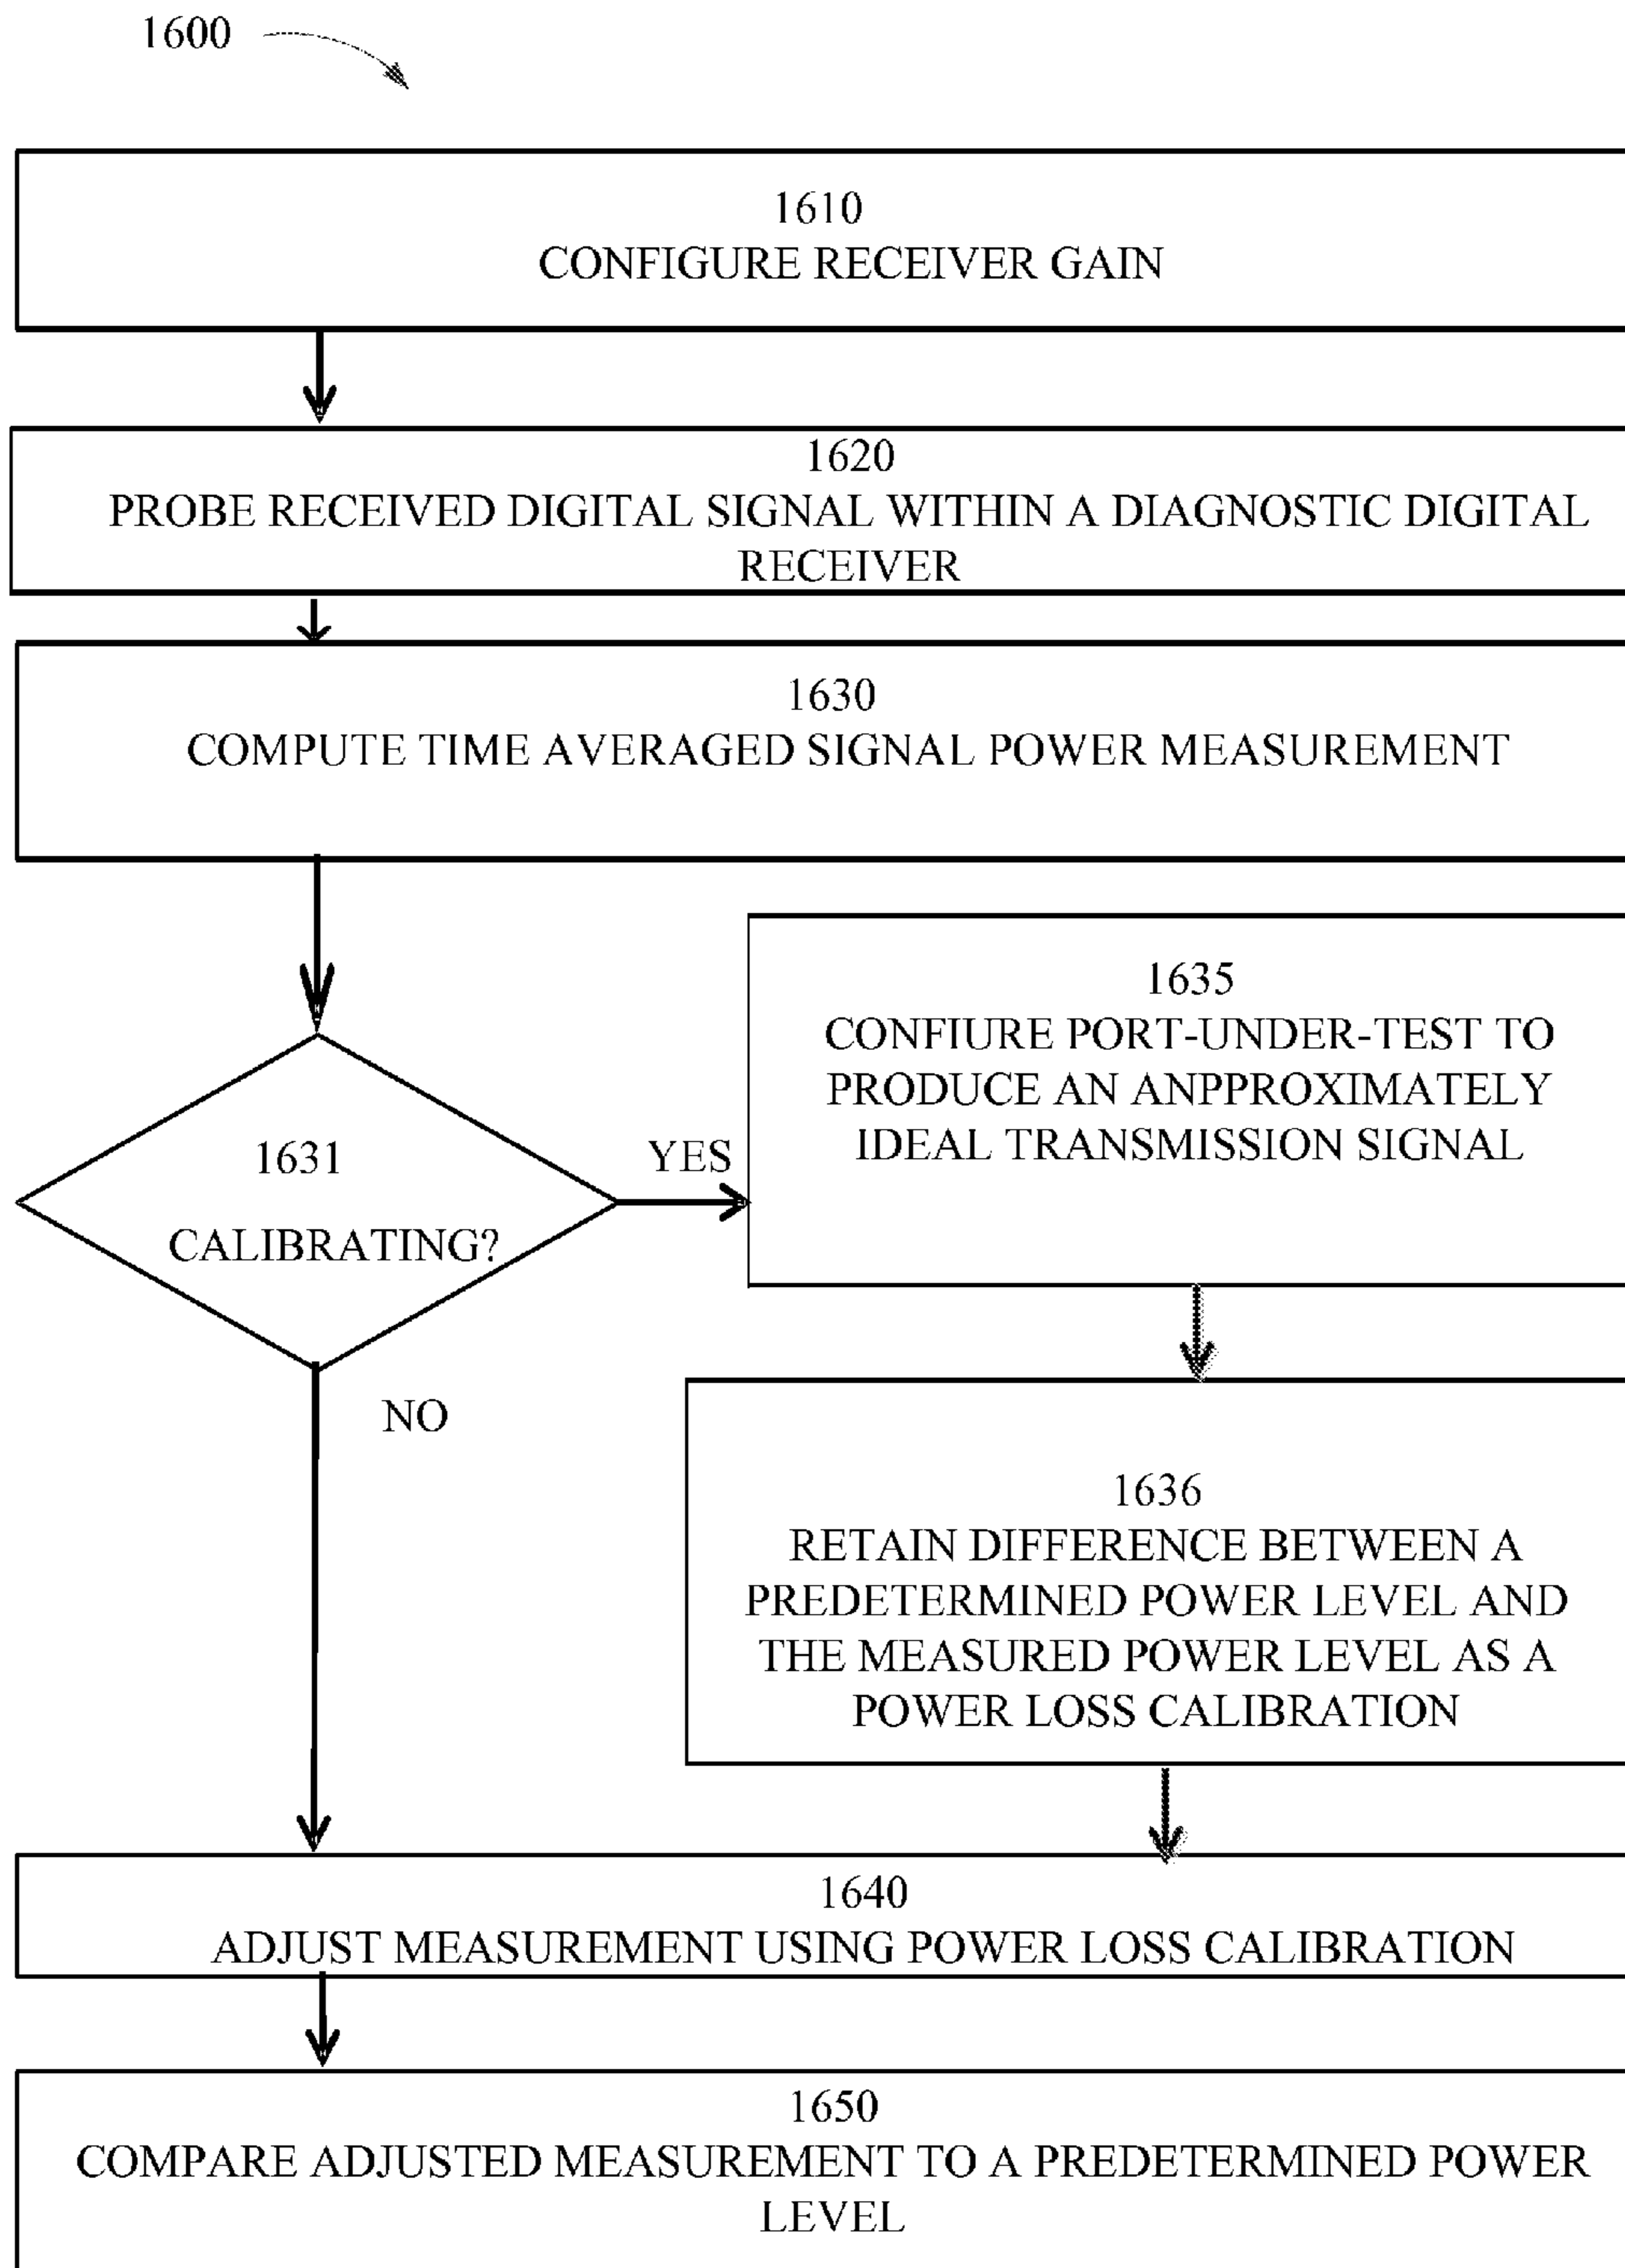 1600
1610
CONFIGURE RECEIVER GAIN
1620
PROBE RECEIVED DIGITAL SIGNAL WITHIN A DIAGNOSTIC DIGITAL
RECEIVER
1630
COMPUTE TIME AVERAGED SIGNAL POWER MEASUREMENT
1631
CALIBRATING?
YES
NO
1635
CONFIURE PORT-UNDER-TEST TO
PRODUCE AN ANPPROXIMATELY
IDEAL TRANSMISSION SIGNAL
1636
RETAIN DIFFERENCE BETWEEN A
PREDETERMINED POWER LEVEL AND
THE MEASURED POWER LEVEL AS A
POWER LOSS CALIBRATION
1640
ADJUST MEASUREMENT USING POWER LOSS CALIBRATION
1650
COMPARE ADJUSTED MEASUREMENT TO A PREDETERMINED POWER
LEVEL